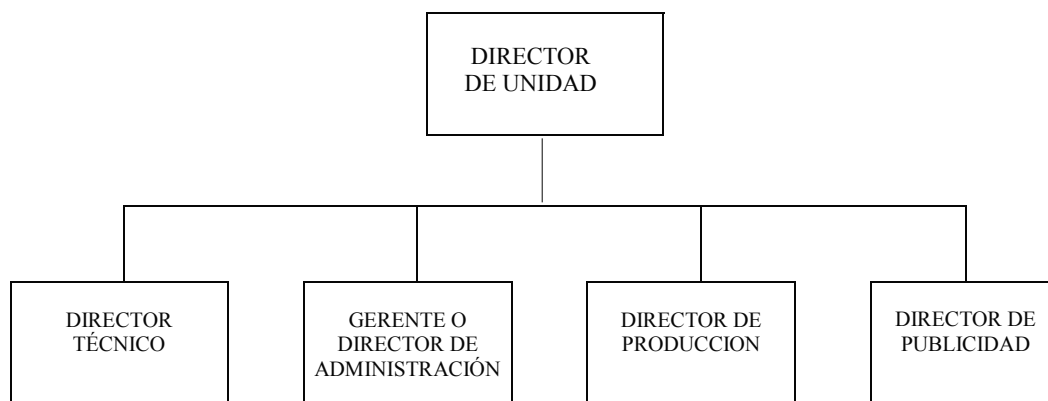 DIRECTOR
DE UNIDAD
DIRECTOR
TÉCNICO
GERENTE O
DIRECTOR DE
ADMINISTRACIÓN
DIRECTOR DE
PRODUCCION
DIRECTOR DE
PUBLICIDAD